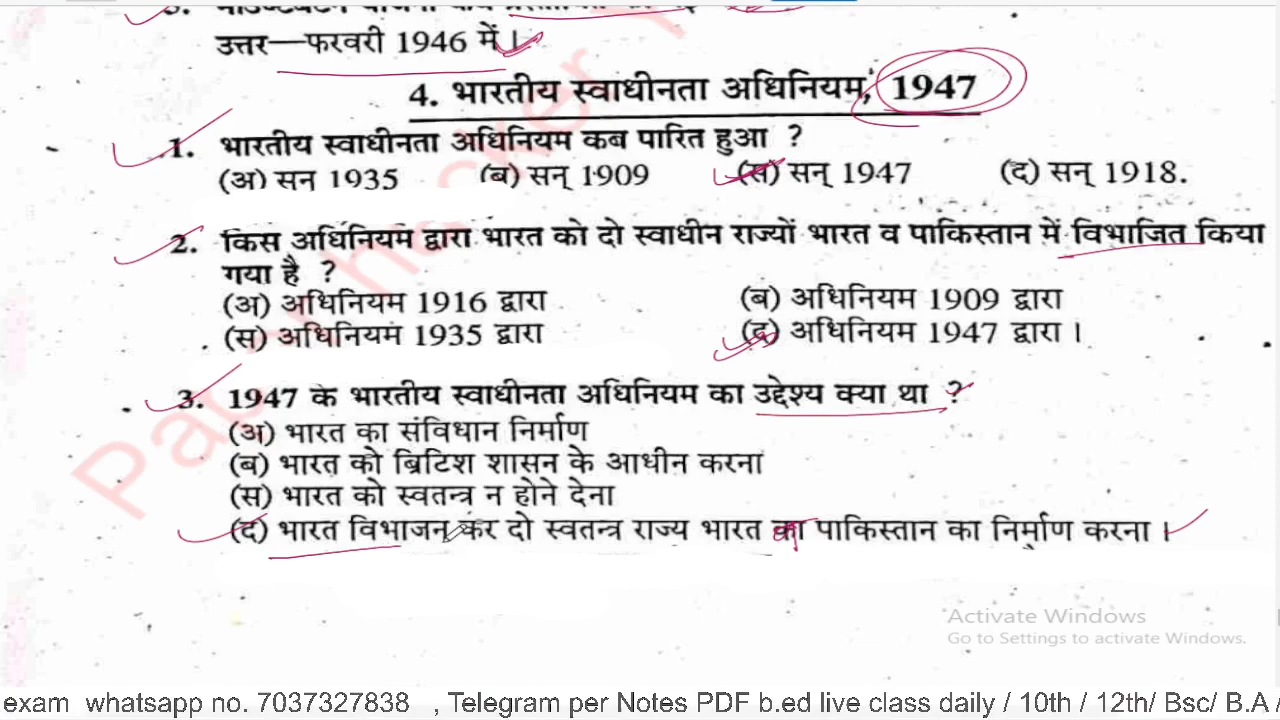 उत्तर—फरवरी 1946 में।
4. भारतीय स्वाधीनता अधिनियम, 1947
1. भारतीय स्वाधीनता अधिनियम कब पारित हुआ ?
(अ) सन 1935 (ब) सन् 1909 (स) सन् 1947 (द) सन् 1918.
2. किस अधिनियम द्वारा भारत को दो स्वाधीन राज्यों भारत व पाकिस्तान में विभाजित किया
गया है ?
(अ) अधिनियम 1916 द्वारा (ब) अधिनियम 1909 द्वारा
(स) अधिनियम 1935 द्वारा (द) अधिनियम 1947 द्वारा ।
3. 1947 के भारतीय स्वाधीनता अधिनियम का उद्देश्य क्या था ?
(अ) भारत का संविधान निर्माण
(ब) भारत को ब्रिटिश शासन के आधीन करना
(स) भारत को स्वतन्त्र न होने देना
(द) भारत विभाजन कर दो स्वतन्त्र राज्य भारत का पाकिस्तान का निर्माण करना ।
Activate Windows
Go to Settings to activate Windows.
exam whatsapp no. 7037327838 , Telegram per Notes PDF b.ed live class daily / 10th / 12th/ Bsc/ B.A /